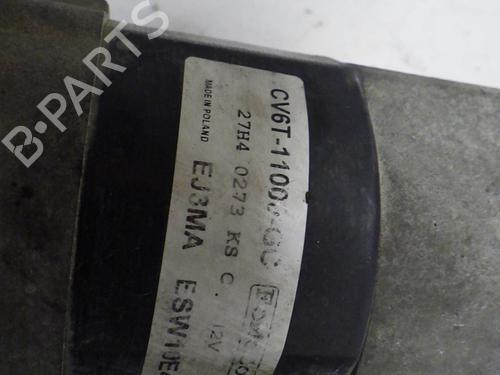 CV6T-1100
27H4 0273 KS C. 12V
EJ3MA ESW10E
MADE IN POLAND
B-PARTS